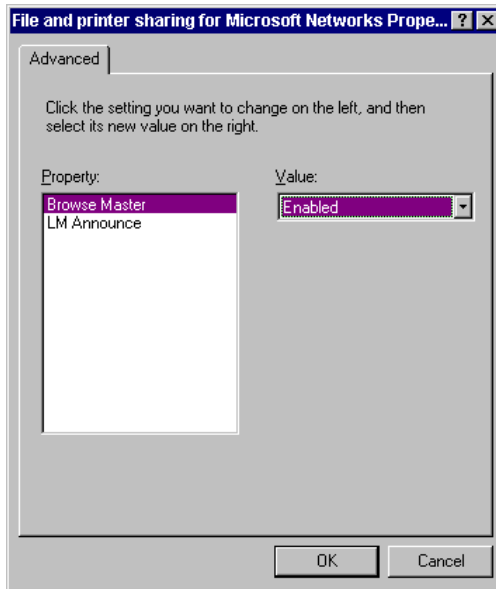 File and printer sharing for Microsoft Networks Prope...
Advanced
Click the setting you want to change on the left, and then
select its new value on the right.
Property:
Value:
Browse Master
Enabled
LM Announce
OK
Cancel